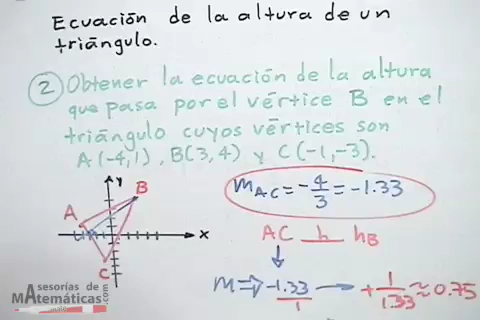 Ecuación de la altura de un
triángulo.
2 Obtener la ecuación de la altura
que pasa por el vértice B en el
triángulo cuyos vértices son
A(-4,1), B(3,4) y C(-1,-3).
y
B
A
x
C
m_AC = -4/3 = -1.33
AC h h_B
m ⇒ -1.33/1 → +1/1.33 ≈ 0.75
Asesorías de
Matemáticas.com